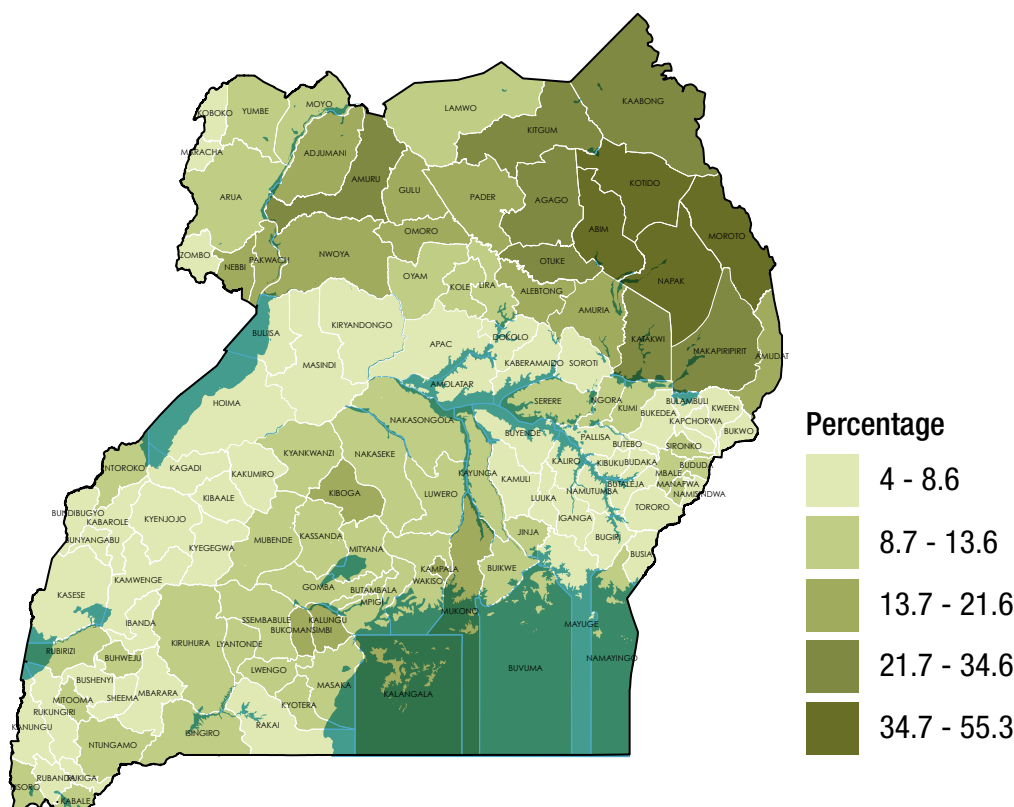 KAABONG
LAMWO
MOYO
YUMBE
KOBOKO
KITGUM
MARACHA
ADJUMANI
AMURU
KOTIDO
GULU
PADER
ARUA
AGAGO
ABIM
OMORO
MOROTO
ZOMBO
NEBBI
PAKWACH
NWOYA
OTUKE
OYAM
NAPAK
KOLE
LIRA
ALEBTONG
AMURIA
KIRYANDONGO
BULISA
KATAKWI
DOKOLO
APAC
NAKAPIRIPIRIT
AMUDAT
MASINDI
KABERAMAIDO
SOROTI
AMOLATAR
HOIMA
SERERE
NGORA
KUMI
BULAMBULI
BUKEDEA
KWEEN
KAPCHORWA
NAKASONGOLA
BUYENDE
PALLISA
BUKWO
BUTEBO
SIRONKO
KYANKWANZI
NAKASEKE
KALIRO
KIBUKU
BUDAKA
BUDUDA
NTOROKO
KAGADI
KAKUMIRO
KAYUNGA
KAMULI
MBALE
BUTALEJA
MANAFWA
KIBOGA
LUWERO
LUUKA
NAMUTUMBA
NAMISINDWA
KIBAALE
TORORO
BUNDIBUGYO
KABAROLE
KYENJOJO
IGANGA
JINJA
BUGIRI
BUNYANGABU
KYEGEGWA
MUBENDE
KASSANDA
MITYANA
BUSIA
KAMPALA
WAKISO
BUIKWE
KAMWENGE
GOMBA
BUTAMBALA
KASESE
MPIGI
MUKONO
IBANDA
SSEMBABULE
KALUNGU
BUKOMANSIMBI
MAYUGE
KIRUHURA
LYANTONDE
RUBIRIZI
BUHWEJU
NAMAYINGO
LWENGO
BUVUMA
BUSHENYI
MASAKA
MITOOMA
SHEEMA
MBARARA
KALANGALA
KYOTERA
RUKUNGIRI
RAKAI
KANUNGU
ISINGIRO
NTUNGAMO
RUBANDA
RUKIGA
KISORO
KABALE
Percentage
4 - 8.6
8.7 - 13.6
13.7 - 21.6
21.7 - 34.6
34.7 - 55.3